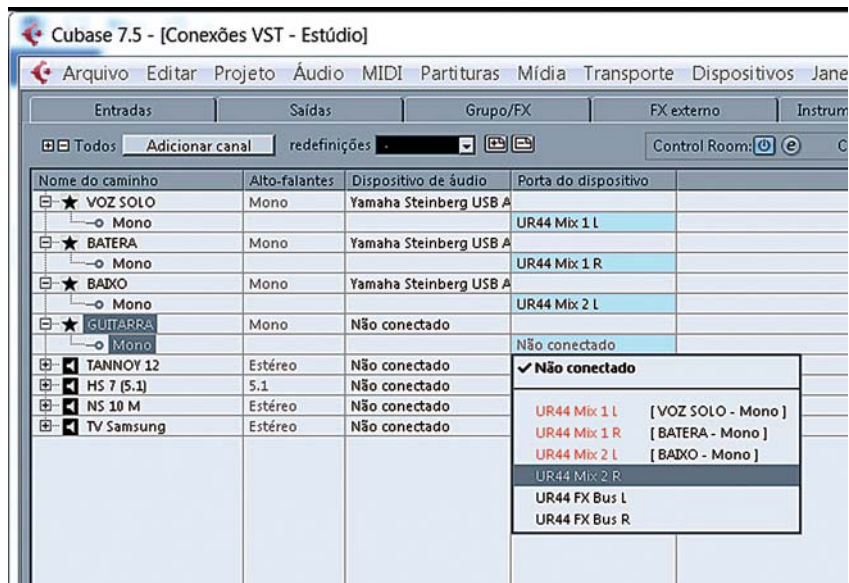 Cubase 7.5 - [Conexões VST - Estúdio]
Arquivo Editar Projeto Áudio MIDI Partituras Mídia Transporte Dispositivos Jane
Entradas Saídas Grupo/FX FX externo Instrum
Todos Adicionar canal redefinições - Control Room: e C
Nome do caminho Alto-falantes Dispositivo de áudio Porta do dispositivo
VOZ SOLO Mono Yamaha Steinberg USB A
Mono UR44 Mix 1 L
BATERA Mono Yamaha Steinberg USB A
Mono UR44 Mix 1 R
BAIXO Mono Yamaha Steinberg USB A
Mono UR44 Mix 2 L
GUITARRA Mono Não conectado
Mono Não conectado
TANNOY 12 Estéreo Não conectado
HS 7 (5.1) 5.1 Não conectado
NS 10 M Estéreo Não conectado
TV Samsung Estéreo Não conectado
✓ Não conectado
UR44 Mix 1 L [ VOZ SOLO - Mono ]
UR44 Mix 1 R [ BATERA - Mono ]
UR44 Mix 2 L [ BAIXO - Mono ]
UR44 Mix 2 R
UR44 FX Bus L
UR44 FX Bus R